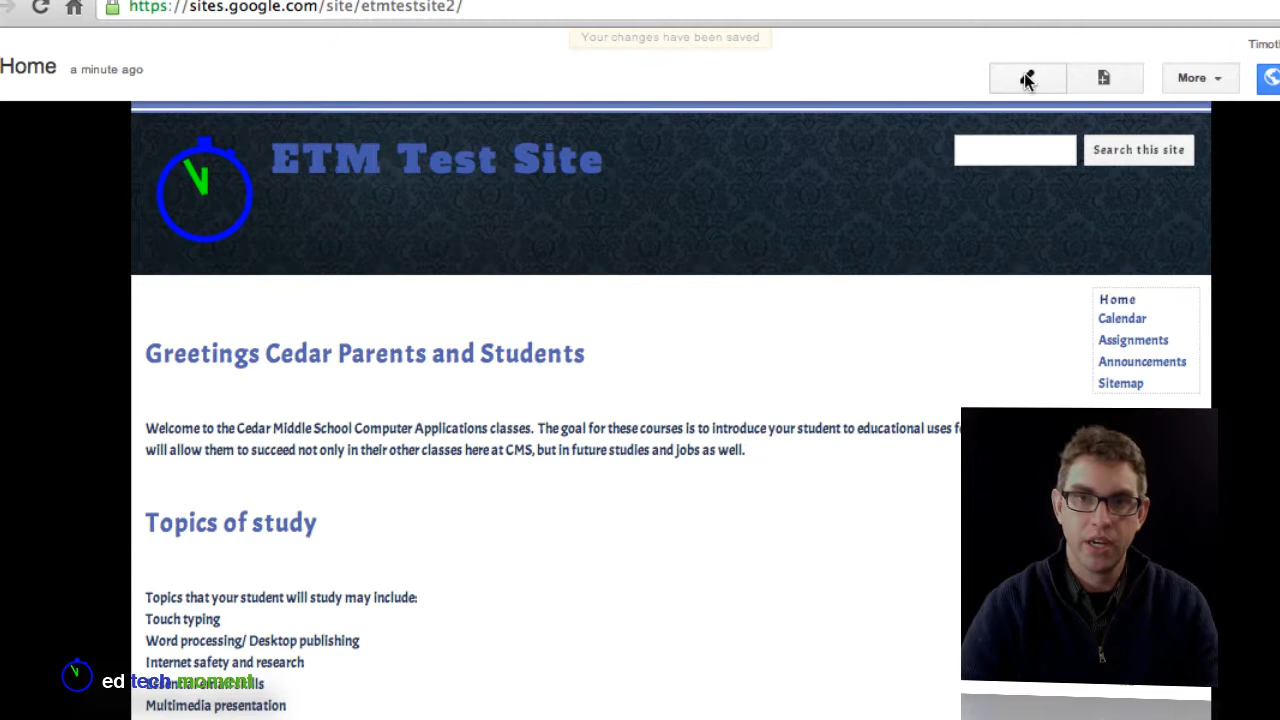 https://sites.google.com/site/etmtestsite2/
Your changes have been saved
Home a minute ago
More
ETM Test Site
Search this site
Home
Calendar
Assignments
Announcements
Sitemap
Greetings Cedar Parents and Students
Welcome to the Cedar Middle School Computer Applications classes. The goal for these courses is to introduce your student to educational uses
will allow them to succeed not only in their other classes here at CMS, but in future studies and jobs as well.
Topics of study
Topics that your student will study may include:
Touch typing
Word processing/ Desktop publishing
Internet safety and research
Essential email skills
Multimedia presentation
ed tech moment